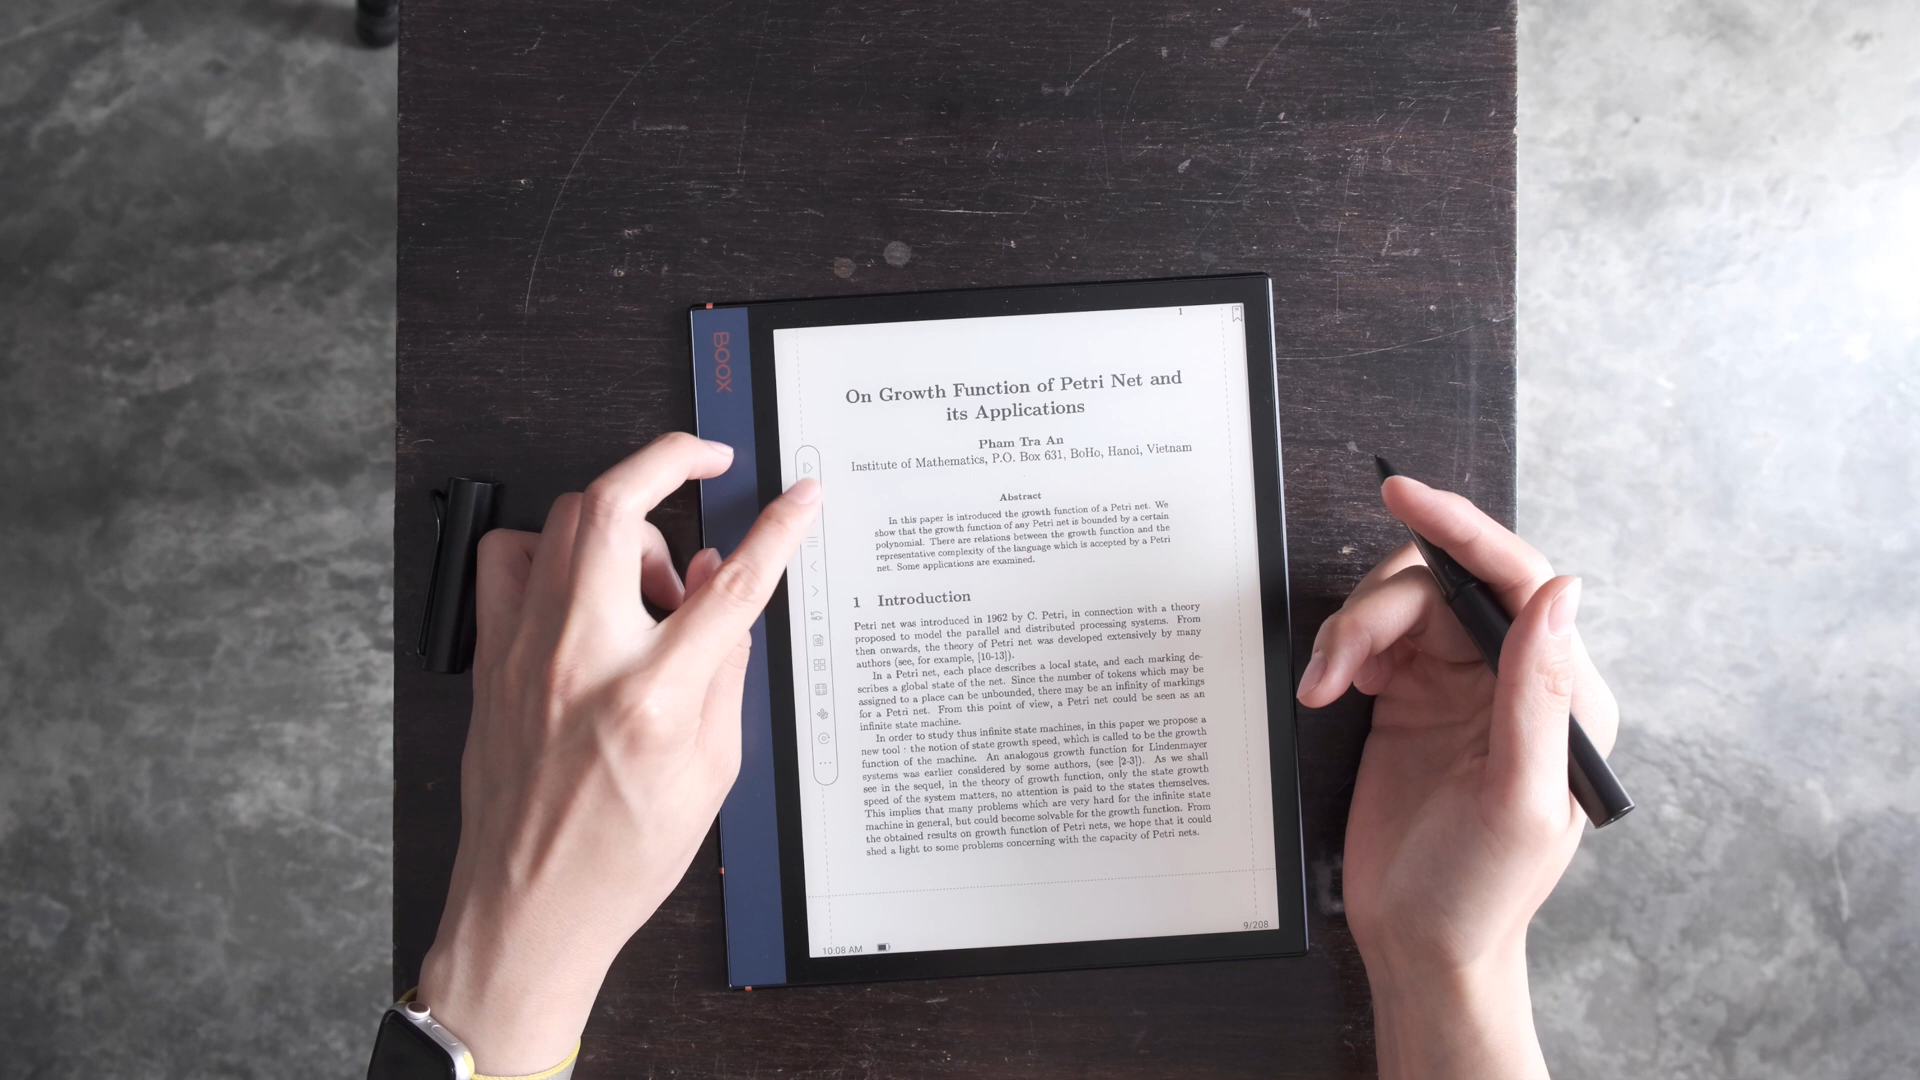 BOOX
1
On Growth Function of Petri Net and
its Applications
Pham Tra An
Institute of Mathematics, P.O. Box 631, BoHo, Hanoi, Vietnam
Abstract
In this paper is introduced the growth function of a Petri net. We
show that the growth function of any Petri net is bounded by a certain
polynomial. There are relations between the growth function and the
representative complexity of the language which is accepted by a Petri
net. Some applications are examined.
1 Introduction
Petri net was introduced in 1962 by C. Petri, in connection with a theory
proposed to model the parallel and distributed processing systems. From
then onwards, the theory of Petri net was developed extensively by many
authors (see, for example, [10-13]).
In a Petri net, each place describes a local state, and each marking de-
scribes a global state of the net. Since the number of tokens which may be
assigned to a place can be unbounded, there may be an infinity of markings
for a Petri net. From this point of view, a Petri net could be seen as an
infinite state machine.
In order to study thus infinite state machines, in this paper we propose a
new tool : the notion of state growth speed, which is called to be the growth
function of the machine. An analogous growth function for Lindenmayer
systems was earlier considered by some authors, (see [2-3]). As we shall
see in the sequel, in the theory of growth function, only the state growth
speed of the system matters, no attention is paid to the states themselves.
This implies that many problems which are very hard for the infinite state
machine in general, but could become solvable for the growth function. From
the obtained results on growth function of Petri nets, we hope that it could
shed a light to some problems concerning with the capacity of Petri nets.
10:08 AM
9/208